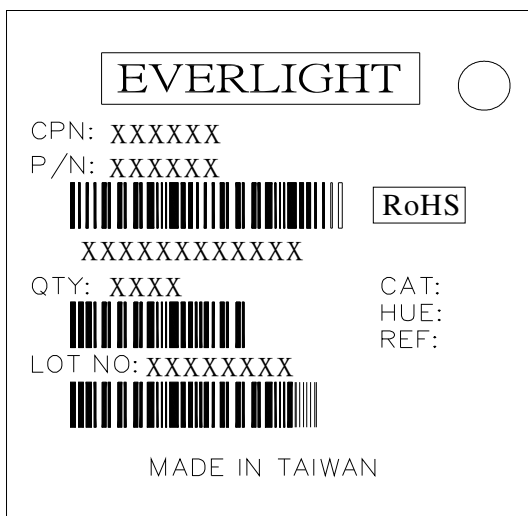 EVERLIGHT
CPN: XXXXXX
P/N: XXXXXX
RoHS
XXXXXXXXXXXX
QTY: XXXX
CAT:
HUE:
REF:
LOT NO: XXXXXXXX
MADE IN TAIWAN